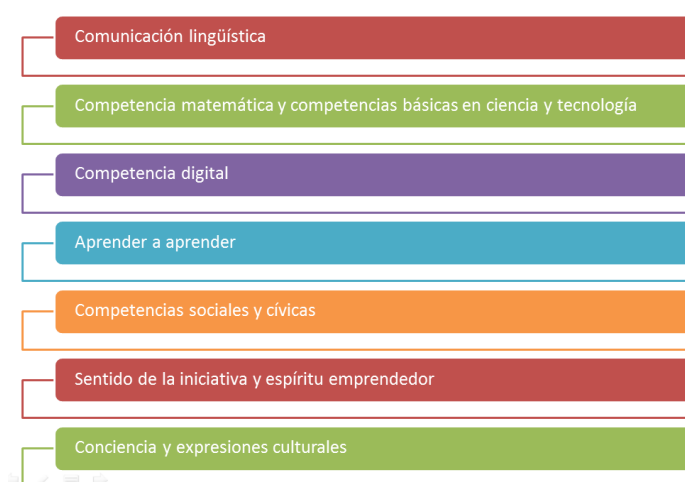 Comunicación lingüística
Competencia matemática y competencias básicas en ciencia y tecnología
Competencia digital
Aprender a aprender
Competencias sociales y cívicas
Sentido de la iniciativa y espíritu emprendedor
Conciencia y expresiones culturales